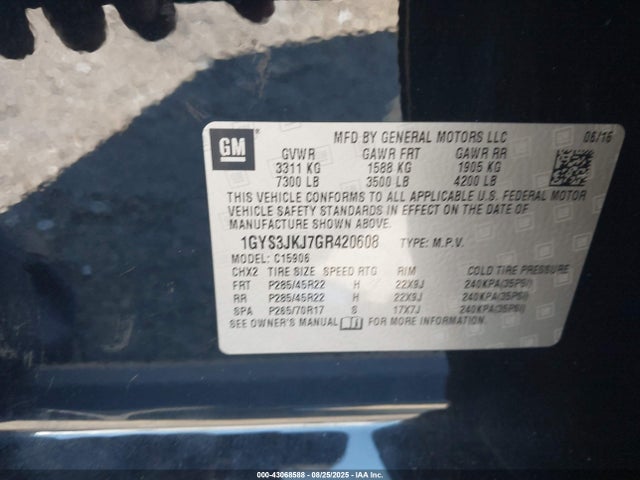 GM ®
MFD BY GENERAL MOTORS LLC 06/16
GVWR GAWR FRT GAWR RR
3311 KG 1588 KG 1905 KG
7300 LB 3500 LB 4200 LB
THIS VEHICLE CONFORMS TO ALL APPLICABLE U.S. FEDERAL MOTOR
VEHICLE SAFETY STANDARDS IN EFFECT ON THE DATE OF
MANUFACTURE SHOWN ABOVE.
1GYS3JKJ7GR420608 TYPE: M.P.V.
MODEL: C15906
CHX2 TIRE SIZE SPEED RTG RIM COLD TIRE PRESSURE
FRT P285/45R22 H 22X9J 240KPA(35PSI)
RR P285/45R22 H 22X9J 240KPA(35PSI)
SPA P265/70R17 S 17X7J 240KPA(35PSI)
SEE OWNER'S MANUAL FOR MORE INFORMATION.
000-43068588 - 08/25/2025 - IAA Inc.